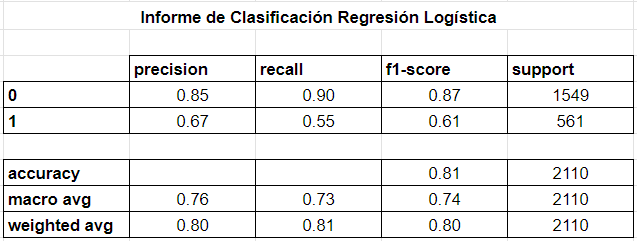 Informe de Clasificación Regresión Logística
precision recall f1-score support
0 0.85 0.90 0.87 1549
1 0.67 0.55 0.61 561
accuracy 0.81 2110
macro avg 0.76 0.73 0.74 2110
weighted avg 0.80 0.81 0.80 2110